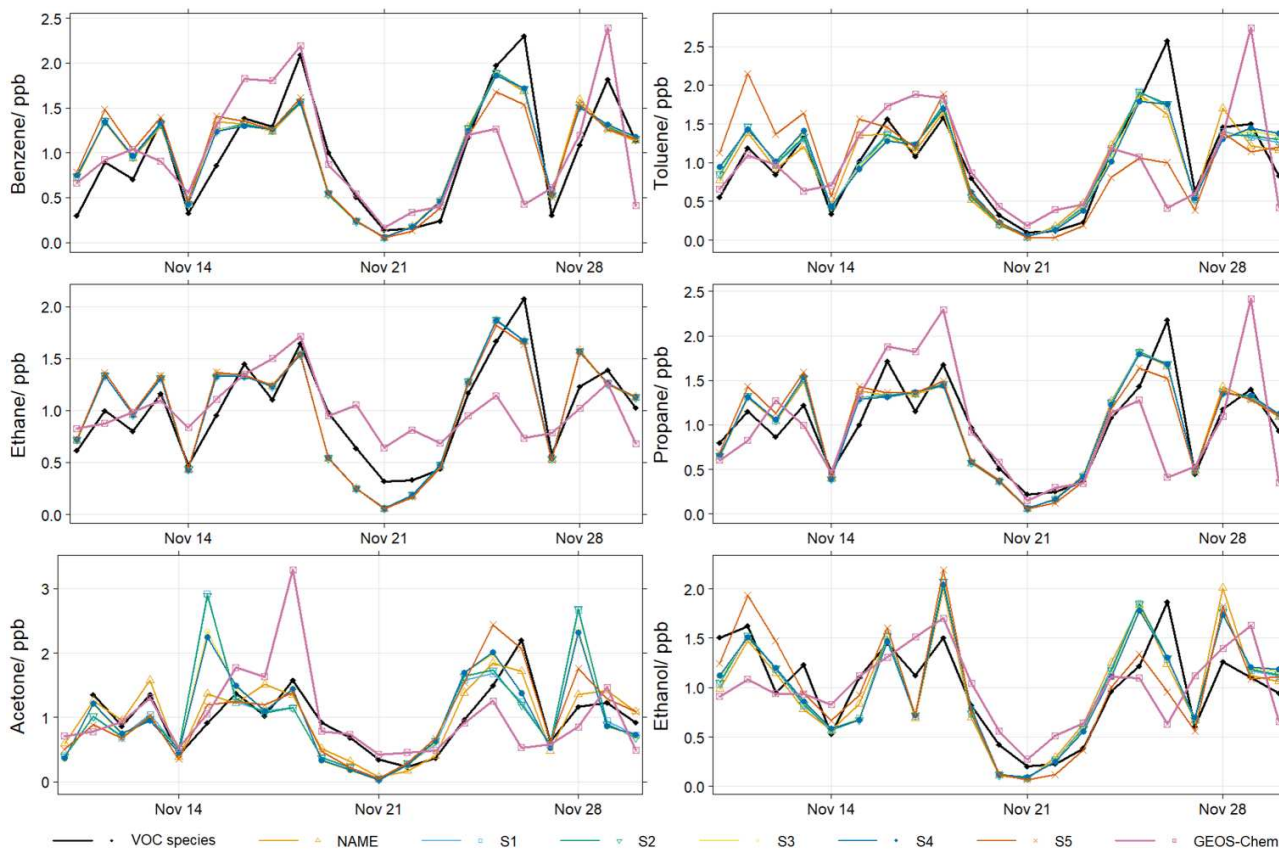 Benzene/ ppb
2.5
2.0
1.5
1.0
0.5
0.0
Nov 14 Nov 21 Nov 28
Toluene/ ppb
2.5
2.0
1.5
1.0
0.5
0.0
Nov 14 Nov 21 Nov 28
Ethane/ ppb
2.0
1.5
1.0
0.5
0.0
Nov 14 Nov 21 Nov 28
Propane/ ppb
2.5
2.0
1.5
1.0
0.5
0.0
Nov 14 Nov 21 Nov 28
Acetone/ ppb
3
2
1
0
Nov 14 Nov 21 Nov 28
Ethanol/ ppb
2.0
1.5
1.0
0.5
0.0
Nov 14 Nov 21 Nov 28
VOC species NAME S1 S2 S3 S4 S5 GEOS-Chem